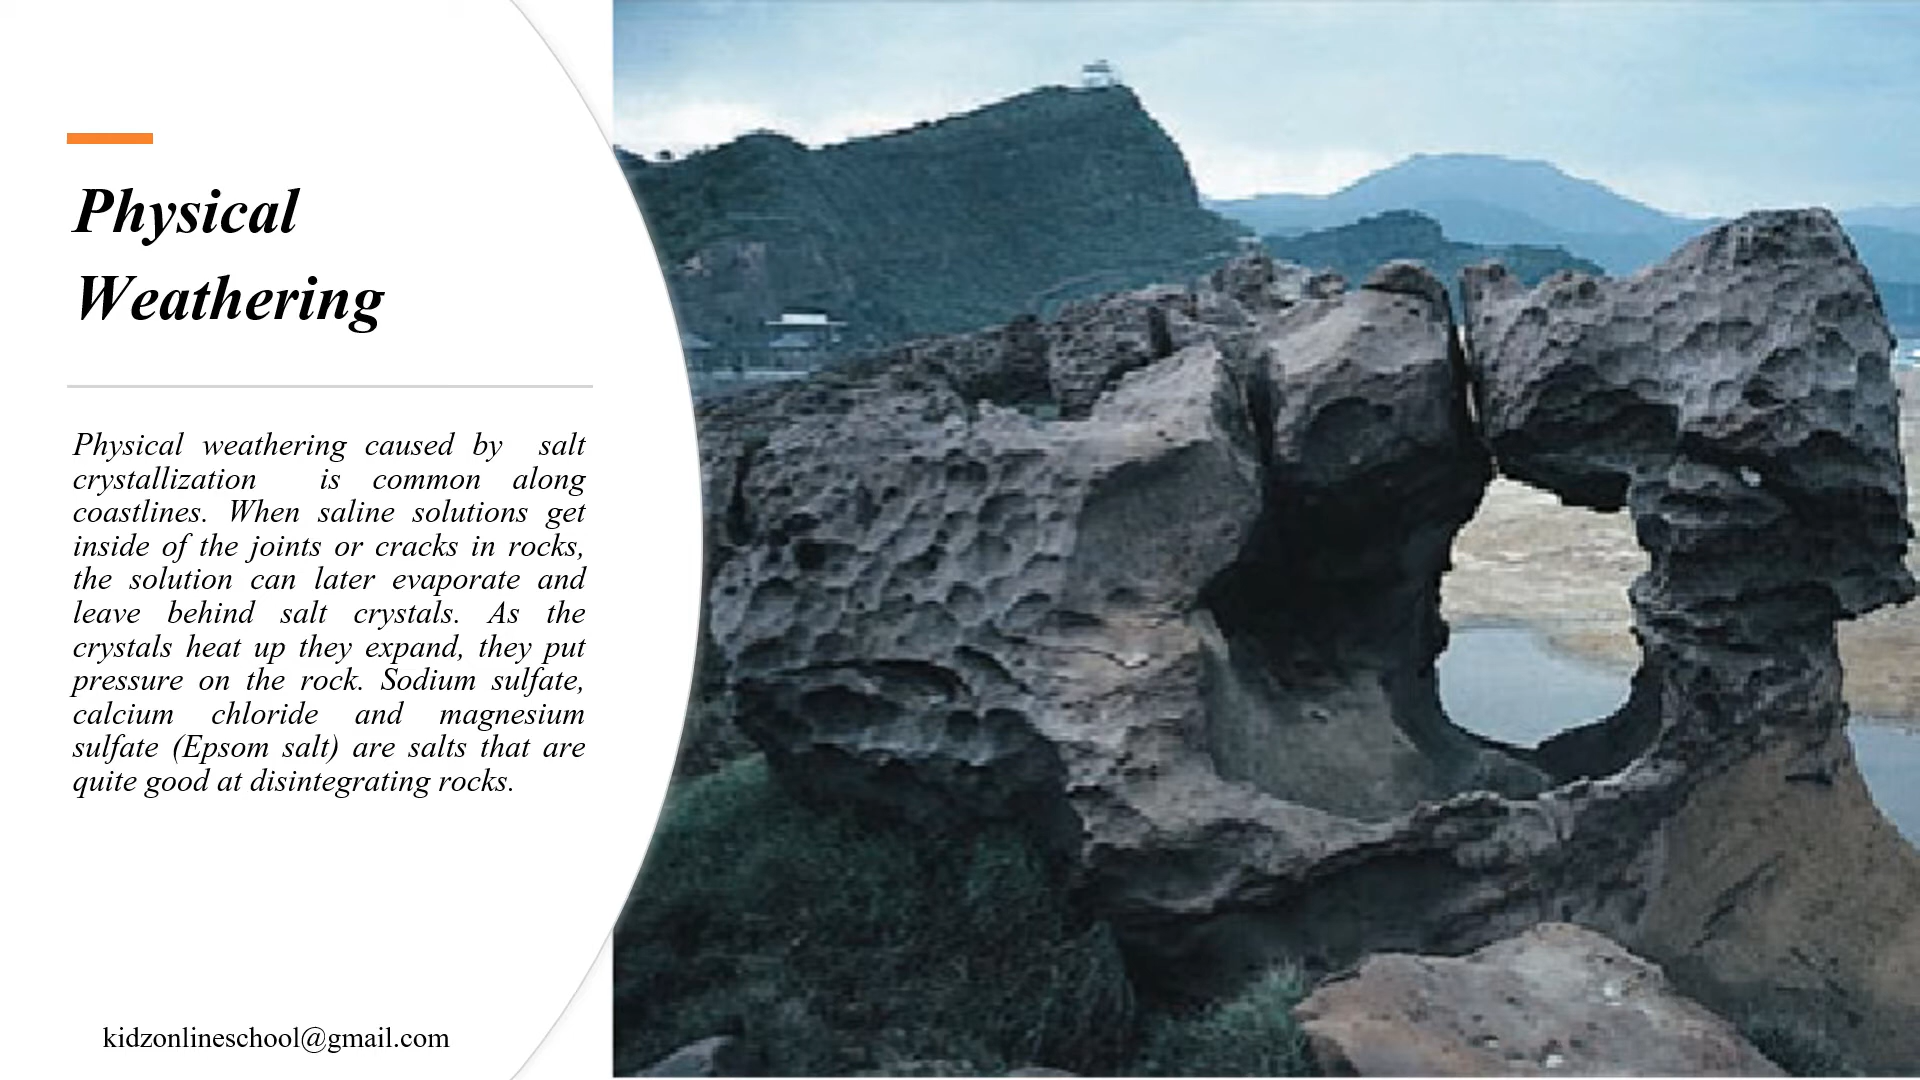 Physical
Weathering
Physical weathering caused by salt
crystallization is common along
coastlines. When saline solutions get
inside of the joints or cracks in rocks,
the solution can later evaporate and
leave behind salt crystals. As the
crystals heat up they expand, they put
pressure on the rock. Sodium sulfate,
calcium chloride and magnesium
sulfate (Epsom salt) are salts that are
quite good at disintegrating rocks.
kidzonlineschool@gmail.com